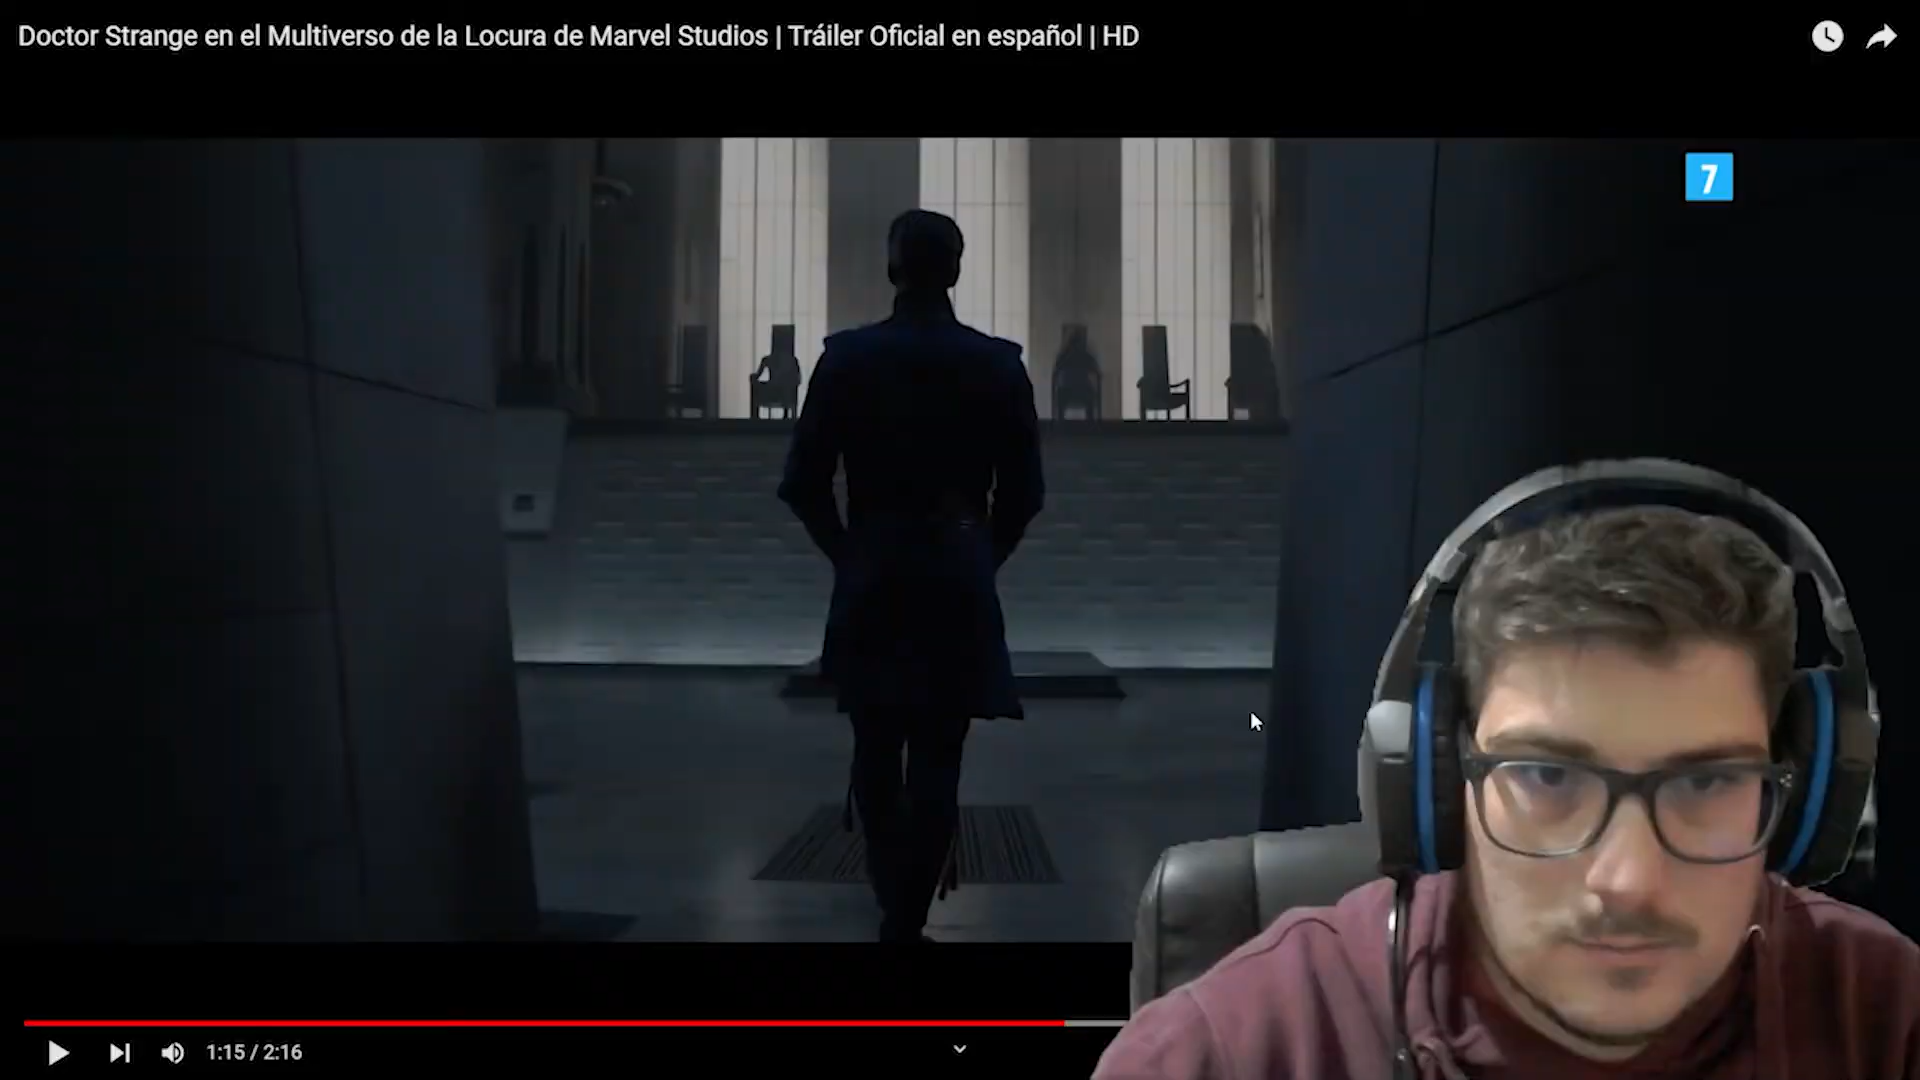 Doctor Strange en el Multiverso de la Locura de Marvel Studios | Tráiler Oficial en español | HD
7
1:15 / 2:16